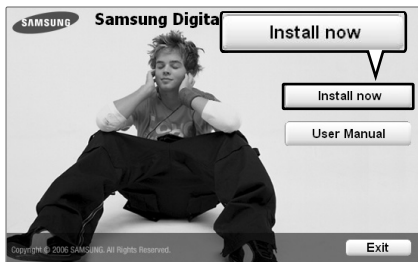 SAMSUNG
Samsung Digita
Install now
Install now
User Manual
Copyright © 2006 SAMSUNG. All Rights Reserved.
Exit